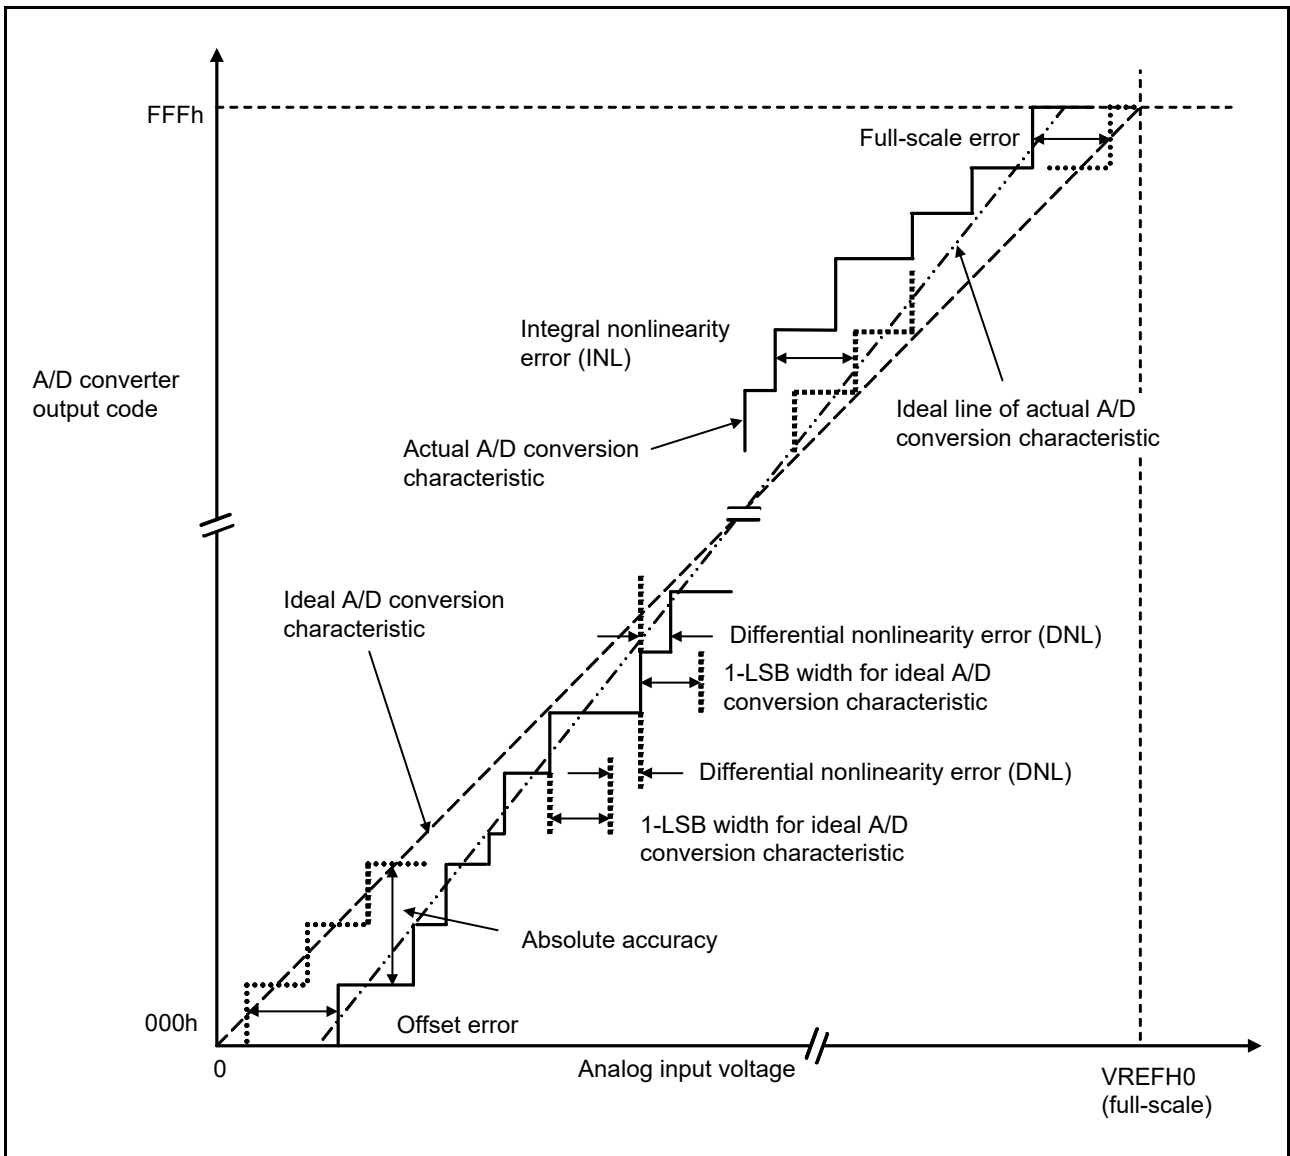 FFFh
Full-scale error
Integral nonlinearity
error (INL)
A/D converter
output code
Ideal line of actual A/D
conversion characteristic
Actual A/D conversion
characteristic
Ideal A/D conversion
characteristic
Differential nonlinearity error (DNL)
1-LSB width for ideal A/D
conversion characteristic
Differential nonlinearity error (DNL)
1-LSB width for ideal A/D
conversion characteristic
Absolute accuracy
000h
Offset error
0
Analog input voltage
VREFH0
(full-scale)